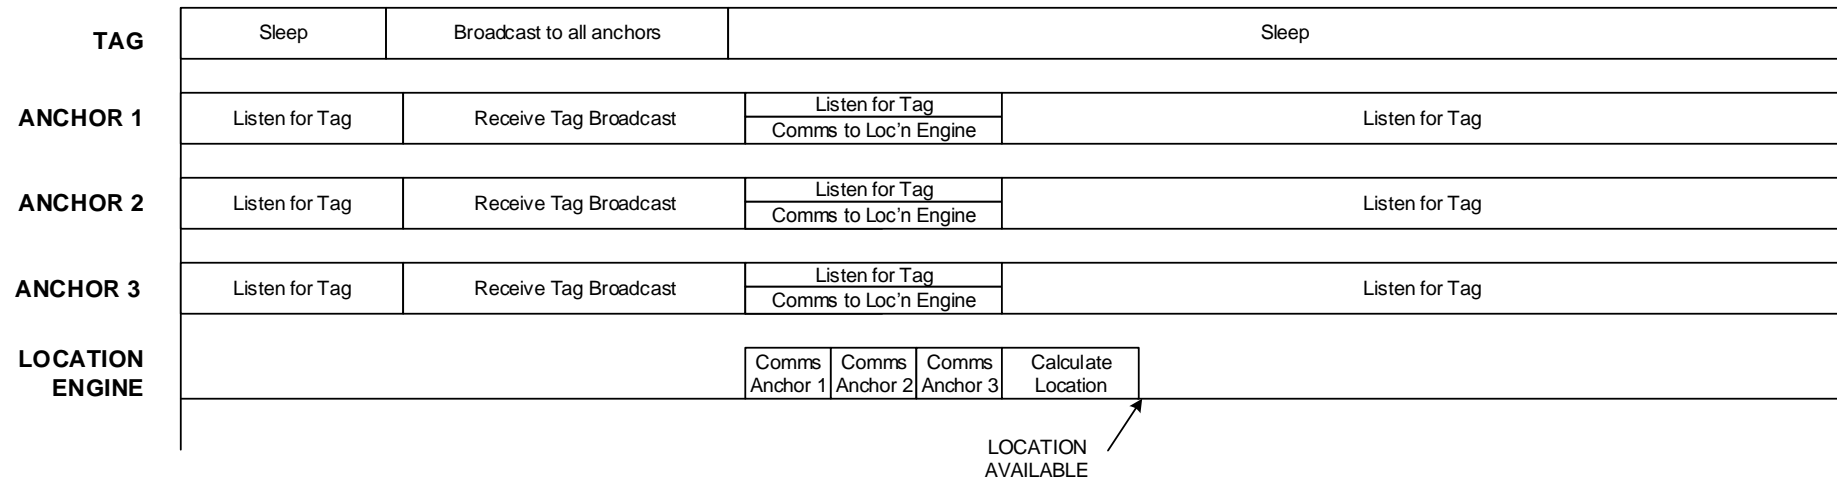 TAG
Sleep
Broadcast to all anchors
Sleep
ANCHOR 1
Listen for Tag
Receive Tag Broadcast
Listen for Tag
Comms to Loc'n Engine
Listen for Tag
ANCHOR 2
Listen for Tag
Receive Tag Broadcast
Listen for Tag
Comms to Loc'n Engine
Listen for Tag
ANCHOR 3
Listen for Tag
Receive Tag Broadcast
Listen for Tag
Comms to Loc'n Engine
Listen for Tag
LOCATION
ENGINE
Comms
Anchor 1
Comms
Anchor 2
Comms
Anchor 3
Calculate
Location
LOCATION
AVAILABLE